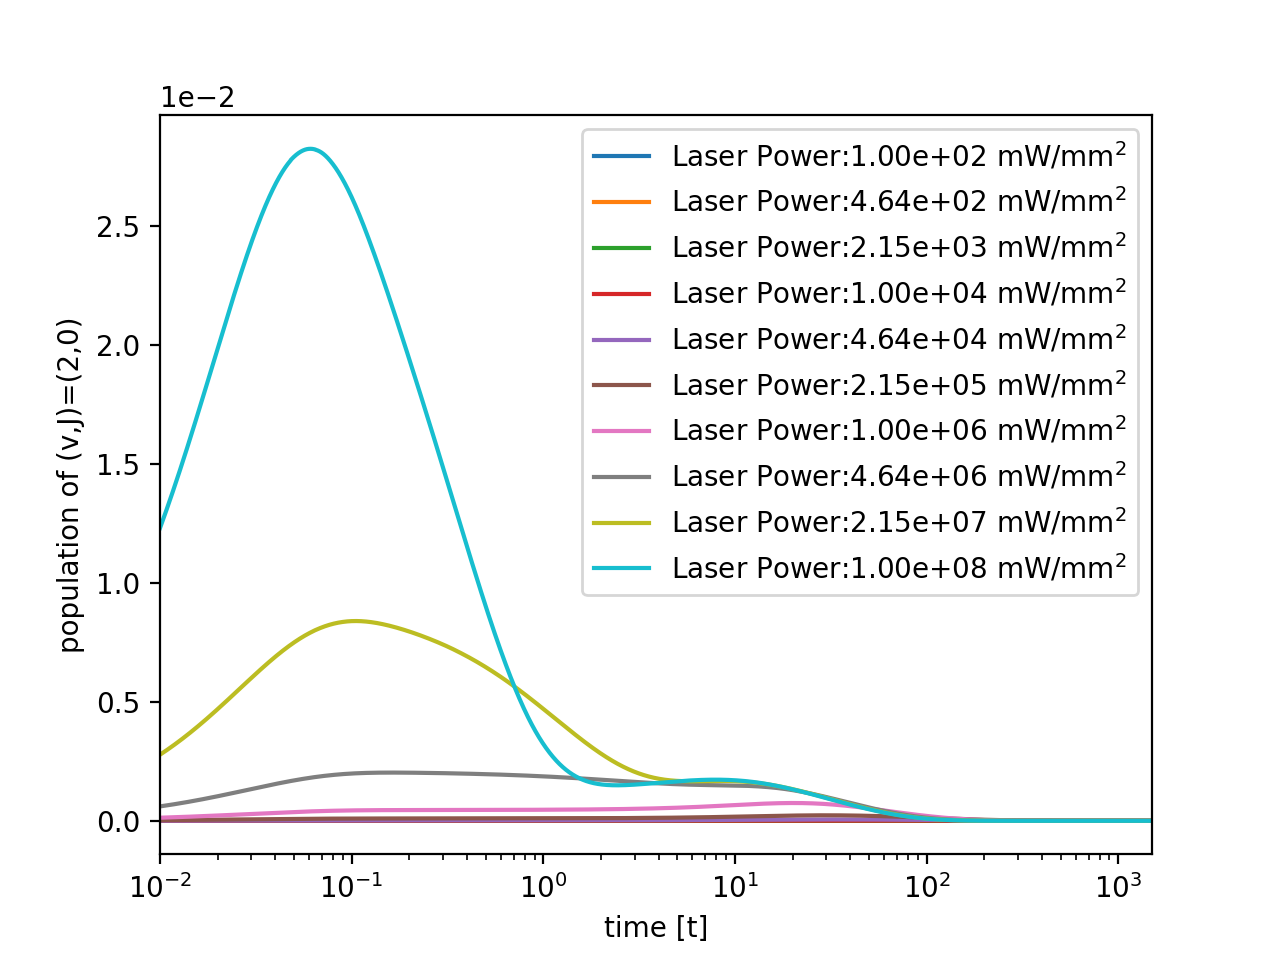 1e−2
Laser Power:1.00e+02 mW/mm²
Laser Power:4.64e+02 mW/mm²
Laser Power:2.15e+03 mW/mm²
Laser Power:1.00e+04 mW/mm²
Laser Power:4.64e+04 mW/mm²
Laser Power:2.15e+05 mW/mm²
Laser Power:1.00e+06 mW/mm²
Laser Power:4.64e+06 mW/mm²
Laser Power:2.15e+07 mW/mm²
Laser Power:1.00e+08 mW/mm²
population of (v,J)=(2,0)
2.5
2.0
1.5
1.0
0.5
0.0
10⁻² 10⁻¹ 10⁰ 10¹ 10² 10³
time [t]